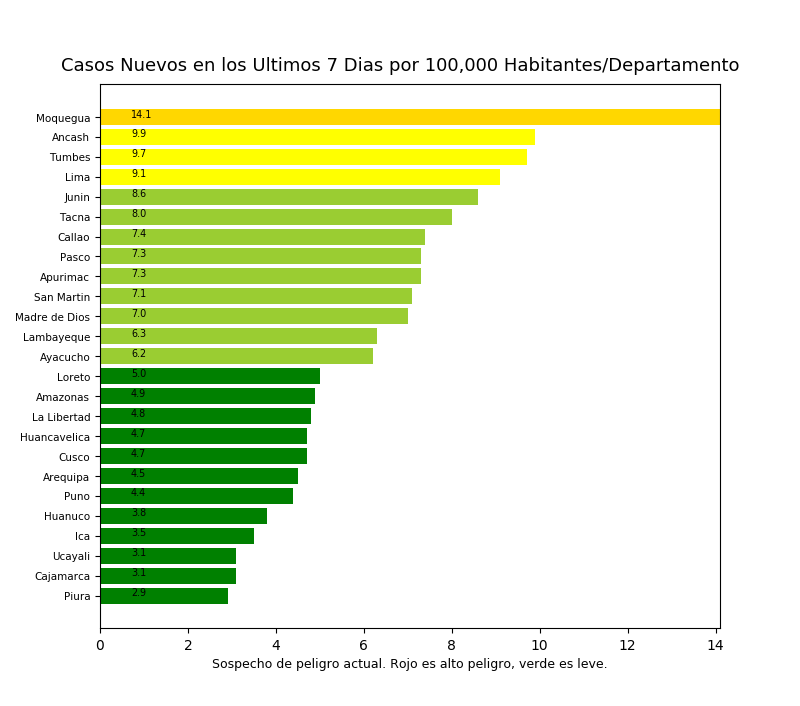 Casos Nuevos en los Ultimos 7 Dias por 100,000 Habitantes/Departamento
Moquegua 14.1
Ancash 9.9
Tumbes 9.7
Lima 9.1
Junin 8.6
Tacna 8.0
Callao 7.4
Pasco 7.3
Apurimac 7.3
San Martin 7.1
Madre de Dios 7.0
Lambayeque 6.3
Ayacucho 6.2
Loreto 5.0
Amazonas 4.9
La Libertad 4.8
Huancavelica 4.7
Cusco 4.7
Arequipa 4.5
Puno 4.4
Huanuco 3.8
Ica 3.5
Ucayali 3.1
Cajamarca 3.1
Piura 2.9
0 2 4 6 8 10 12 14
Sospecho de peligro actual. Rojo es alto peligro, verde es leve.